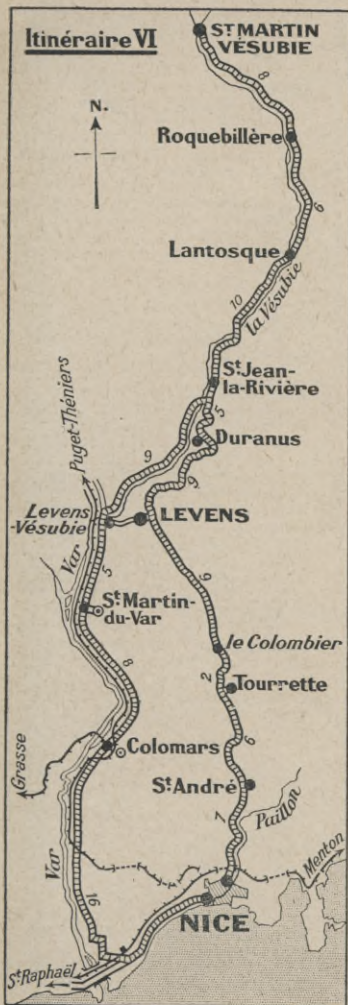 Itinéraire VI
St MARTIN
VÉSUBIE
8
N.
Roquebillère
6
Lantosque
la Vésubie
10
St Jean-
la-Rivière
5
Duranus
Puget-Théniers
9
9
Levens
-Vésubie
LEVENS
Var
5
6
St Martin-
du-Var
8
le Colombier
2
Tourrette
6
Colomars
Grasse
St André
Paillon
7
Var
Menton
16
NICE
St Raphaël